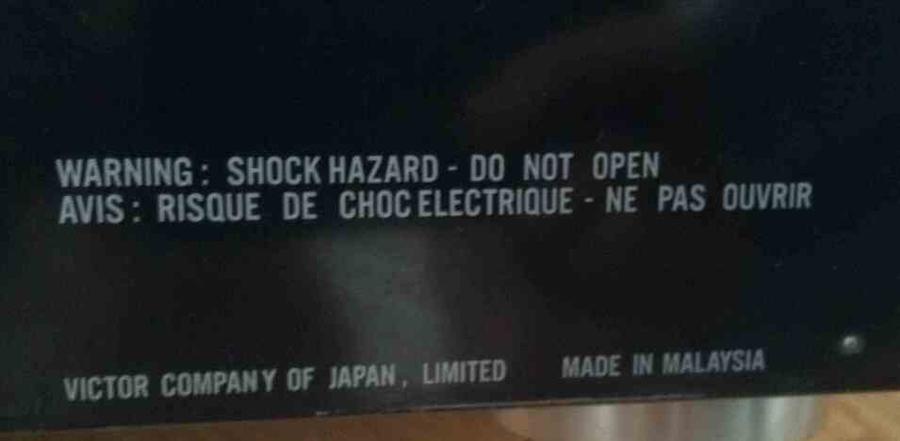 WARNING : SHOCK HAZARD - DO NOT OPEN
AVIS : RISQUE DE CHOC ELECTRIQUE - NE PAS OUVRIR
VICTOR COMPANY OF JAPAN, LIMITED MADE IN MALAYSIA